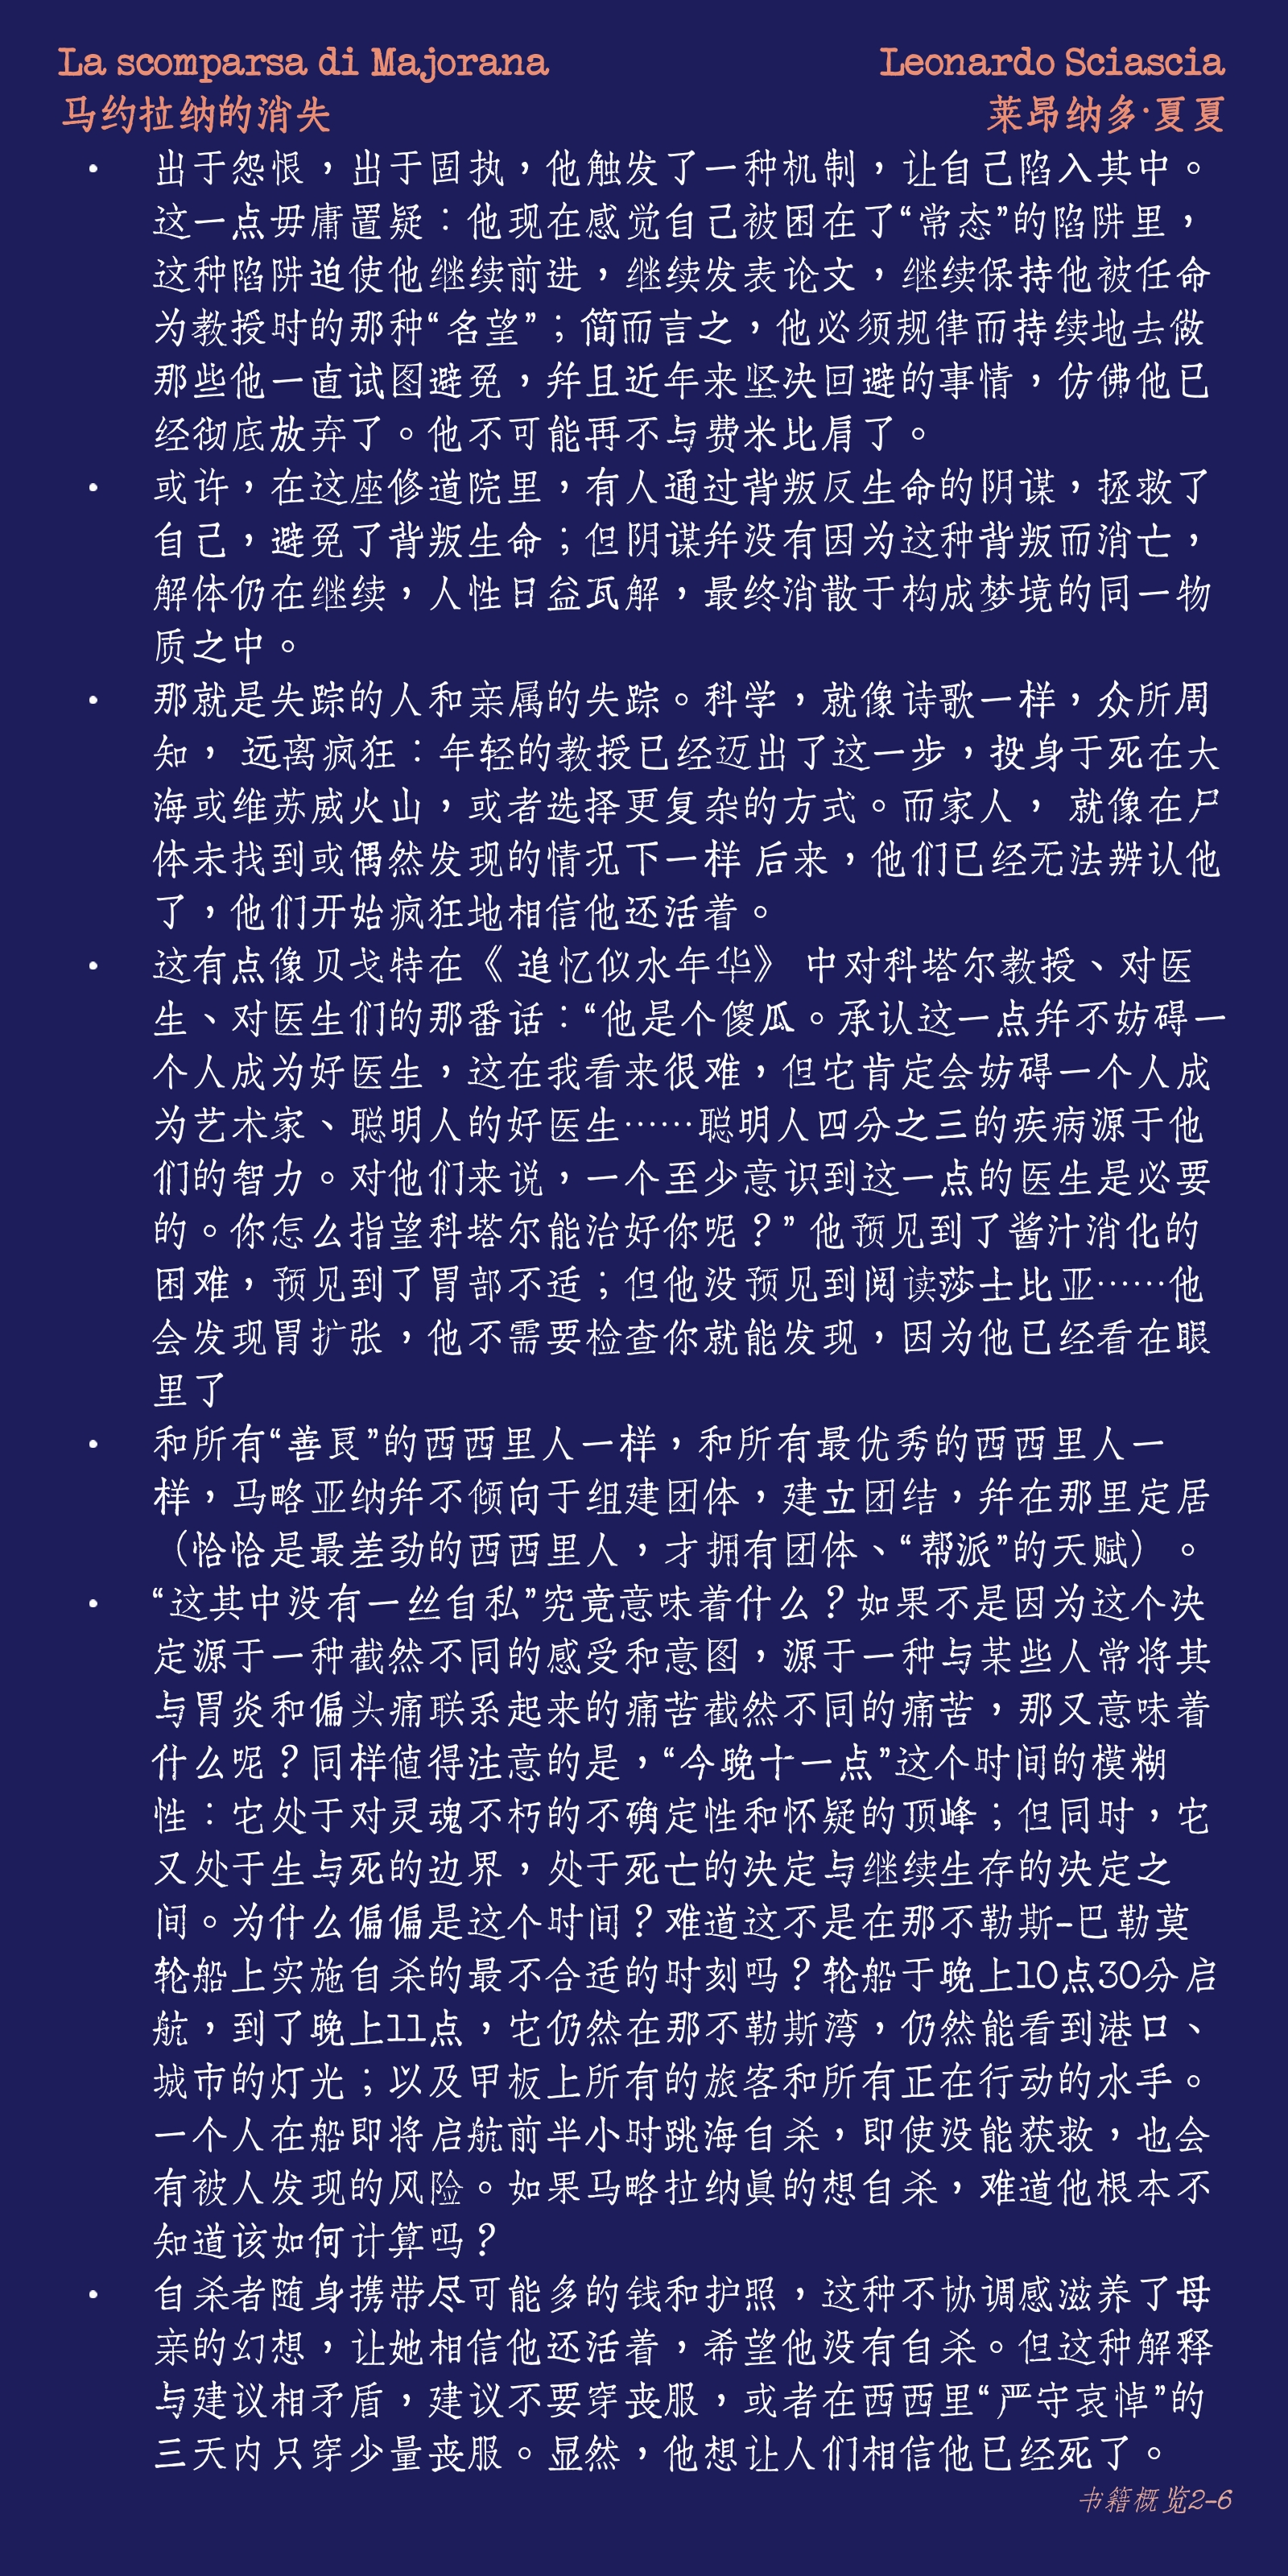 La scomparsa di Majorana
Leonardo Sciascia
马约拉纳的消失
莱昂纳多·夏夏
• 出于怨恨，出于固执，他触发了一种机制，让自己陷入其中。
这一点毋庸置疑：他现在感觉自己被困在了“常态”的陷阱里，
这种陷阱迫使他继续前进，继续发表论文，继续保持他被任命
为教授时的那种“名望”；简而言之，他必须规律而持续地去做
那些他一直试图避免，并且近年来坚决回避的事情，仿佛他已
经彻底放弃了。他不可能再不与费米比肩了。
• 或许，在这座修道院里，有人通过背叛反生命的阴谋，拯救了
自己，避免了背叛生命；但阴谋并没有因为这种背叛而消亡，
解体仍在继续，人性日益瓦解，最终消散于构成梦境的同一物
质之中。
• 那就是失踪的人和亲属的失踪。科学，就像诗歌一样，众所周
知， 远离疯狂：年轻的教授已经迈出了这一步，投身于死在大
海或维苏威火山，或者选择更复杂的方式。而家人， 就像在尸
体未找到或偶然发现的情况下一样 后来，他们已经无法辨认他
了，他们开始疯狂地相信他还活着。
• 这有点像贝戈特在《 追忆似水年华》 中对科塔尔教授、对医
生、对医生们的那番话：“他是个傻瓜。承认这一点并不妨碍一
个人成为好医生，这在我看来很难，但它肯定会妨碍一个人成
为艺术家、聪明人的好医生……聪明人四分之三的疾病源于他
们的智力。对他们来说，一个至少意识到这一点的医生是必要
的。你怎么指望科塔尔能治好你呢？” 他预见到了酱汁消化的
困难，预见到了胃部不适；但他没预见到阅读莎士比亚……他
会发现胃扩张，他不需要检查你就能发现，因为他已经看在眼
里了
• 和所有“善良”的西西里人一样，和所有最优秀的西西里人一
样，马略亚纳并不倾向于组建团体，建立团结，并在那里定居
（恰恰是最差劲的西西里人，才拥有团体、“帮派”的天赋）。
• “这其中没有一丝自私”究竟意味着什么？如果不是因为这个决
定源于一种截然不同的感受和意图，源于一种与某些人常将其
与胃炎和偏头痛联系起来的痛苦截然不同的痛苦，那又意味着
什么呢？同样值得注意的是，“今晚十一点”这个时间的模糊
性：它处于对灵魂不朽的不确定性和怀疑的顶峰；但同时，它
又处于生与死的边界，处于死亡的决定与继续生存的决定之
间。为什么偏偏是这个时间？难道这不是在那不勒斯-巴勒莫
轮船上实施自杀的最不合适的时刻吗？轮船于晚上10点30分启
航，到了晚上11点，它仍然在那不勒斯湾，仍然能看到港口、
城市的灯光；以及甲板上所有的旅客和所有正在行动的水手。
一个人在船即将启航前半小时跳海自杀，即使没能获救，也会
有被人发现的风险。如果马略拉纳真的想自杀，难道他根本不
知道该如何计算吗？
• 自杀者随身携带尽可能多的钱和护照，这种不协调感滋养了母
亲的幻想，让她相信他还活着，希望他没有自杀。但这种解释
与建议相矛盾，建议不要穿丧服，或者在西西里“严守哀悼”的
三天内只穿少量丧服。显然，他想让人们相信他已经死了。
书籍概览2-6